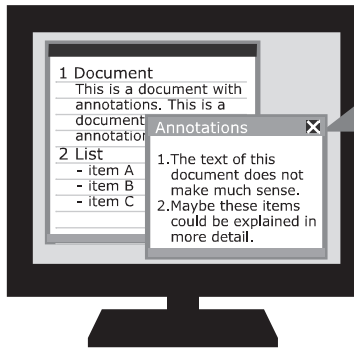 1 Document
This is a document with
annotations. This is a
document
2 List
- item A
- item B
- item C
Annotations
1.The text of this
document does not
make much sense.
2.Maybe these items
could be explained in
more detail.